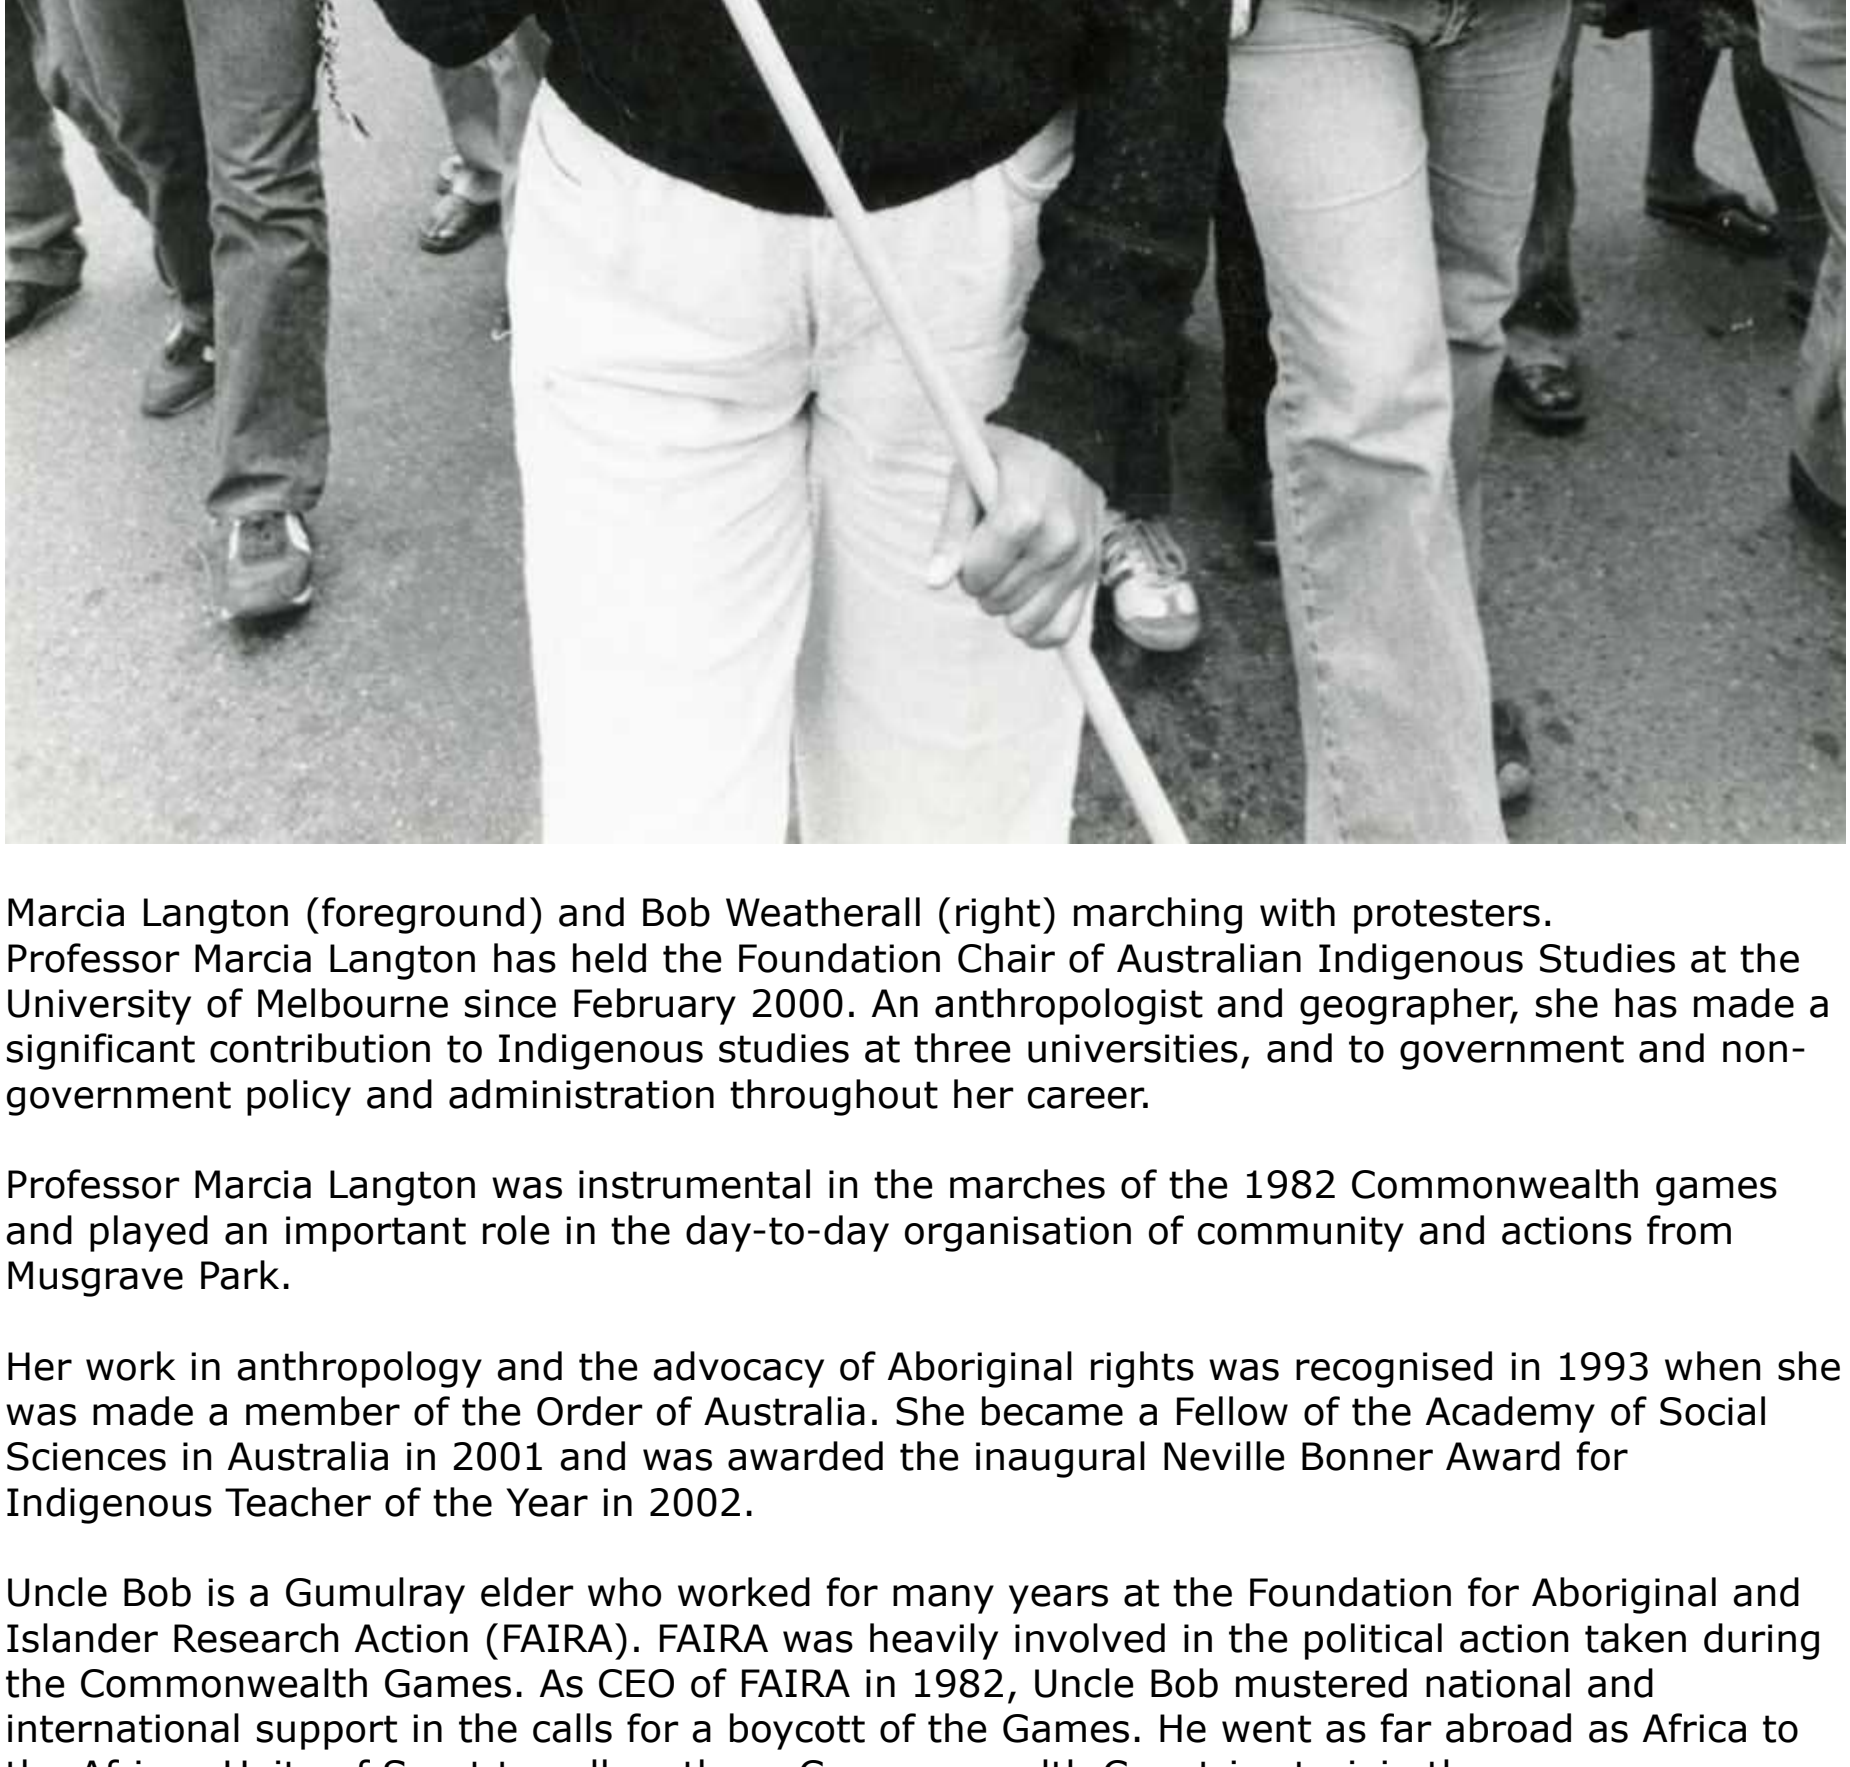 Marcia Langton (foreground) and Bob Weatherall (right) marching with protesters.
Professor Marcia Langton has held the Foundation Chair of Australian Indigenous Studies at the
University of Melbourne since February 2000. An anthropologist and geographer, she has made a
significant contribution to Indigenous studies at three universities, and to government and non-
government policy and administration throughout her career.
Professor Marcia Langton was instrumental in the marches of the 1982 Commonwealth games
and played an important role in the day-to-day organisation of community and actions from
Musgrave Park.
Her work in anthropology and the advocacy of Aboriginal rights was recognised in 1993 when she
was made a member of the Order of Australia. She became a Fellow of the Academy of Social
Sciences in Australia in 2001 and was awarded the inaugural Neville Bonner Award for
Indigenous Teacher of the Year in 2002.
Uncle Bob is a Gumulray elder who worked for many years at the Foundation for Aboriginal and
Islander Research Action (FAIRA). FAIRA was heavily involved in the political action taken during
the Commonwealth Games. As CEO of FAIRA in 1982, Uncle Bob mustered national and
international support in the calls for a boycott of the Games. He went as far abroad as Africa to